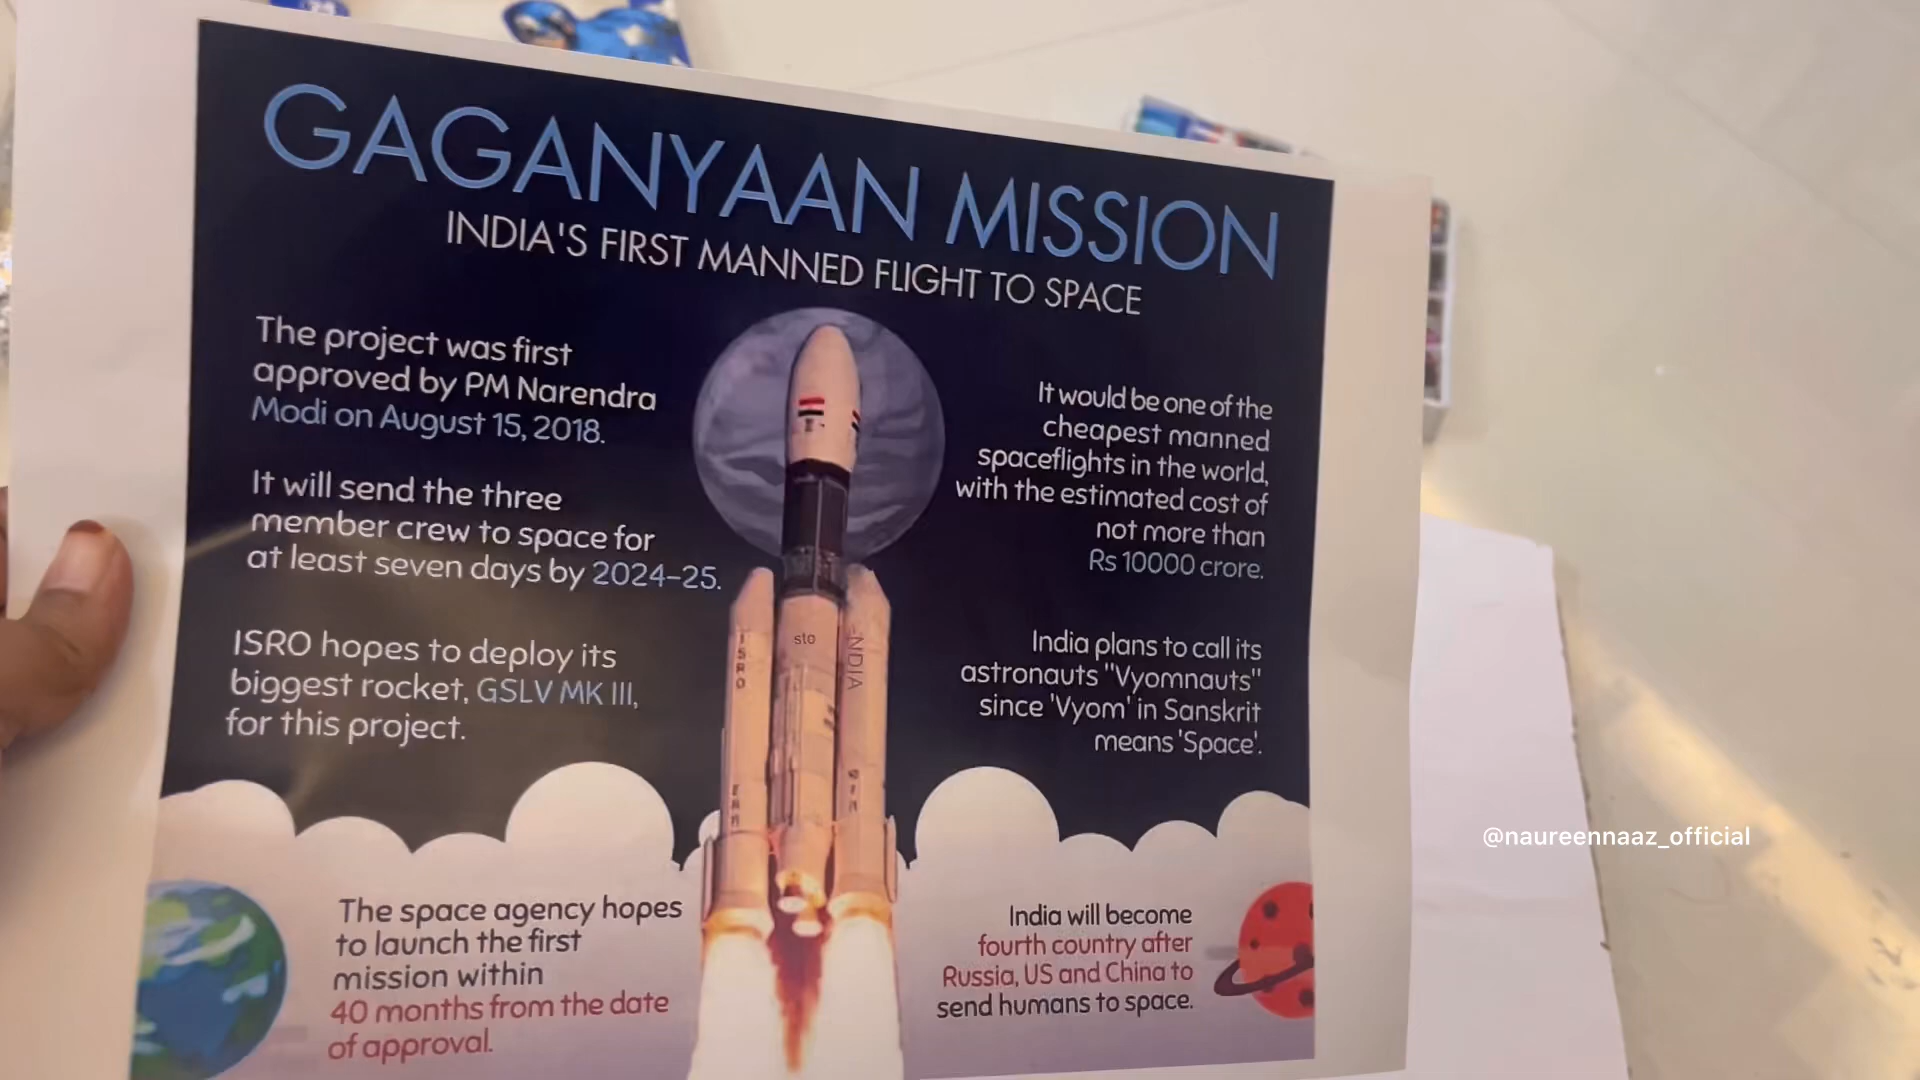 GAGANYAAN MISSION
INDIA'S FIRST MANNED FLIGHT TO SPACE
The project was first
approved by PM Narendra
Modi on August 15, 2018.
It will send the three
member crew to space for
at least seven days by 2024-25.
ISRO hopes to deploy its
biggest rocket, GSLV MK III,
for this project.
The space agency hopes
to launch the first
mission within
40 months from the date
of approval.
It would be one of the
cheapest manned
spaceflights in the world,
with the estimated cost of
not more than
Rs 10000 crore.
India plans to call its
astronauts "Vyomnauts"
since 'Vyom' in Sanskrit
means 'Space'.
India will become
fourth country after
Russia, US and China to
send humans to space.
ISRO
sto
INDIA
@naureennaaz_official